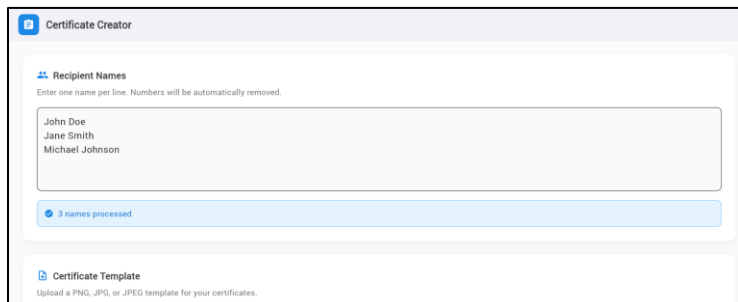 Certificate Creator
Recipient Names
Enter one name per line. Numbers will be automatically removed.
John Doe
Jane Smith
Michael Johnson
3 names processed
Certificate Template
Upload a PNG, JPG, or JPEG template for your certificates.